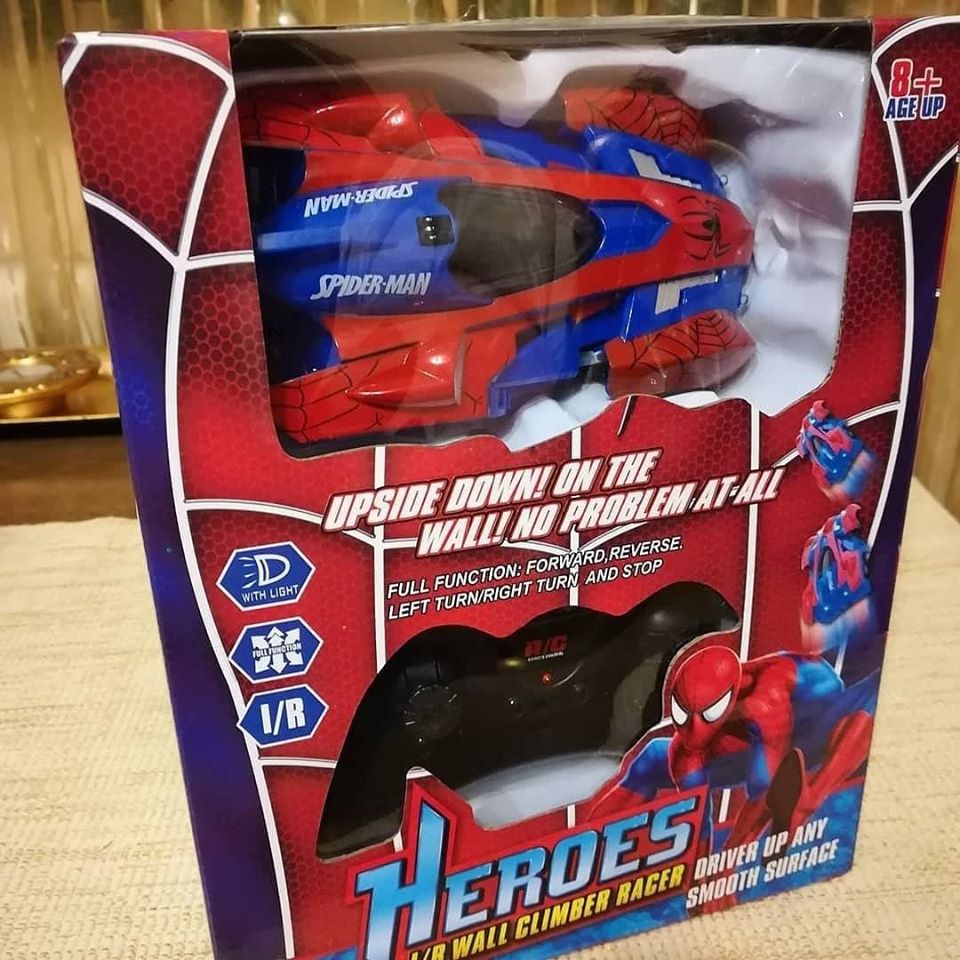 8+
AGE UP
SPIDER-MAN
SPIDER-MAN
UPSIDE DOWN! ON THE
WALL! NO PROBLEM AT-ALL
FULL FUNCTION: FORWARD,REVERSE.
LEFT TURN/RIGHT TURN AND STOP
WITH LIGHT
FULL FUNCTION
I/R
R/C
REMOTE CONTROL
HEROES
I/R WALL CLIMBER RACER
DRIVER UP ANY
SMOOTH SURFACE